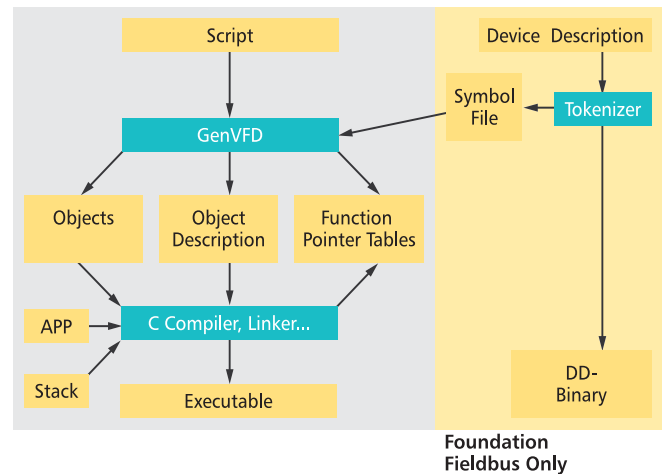 Script
Device Description
Symbol
File
Tokenizer
GenVFD
Objects
Object
Description
Function
Pointer Tables
APP
C Compiler, Linker...
Stack
Executable
DD-
Binary
Foundation
Fieldbus Only